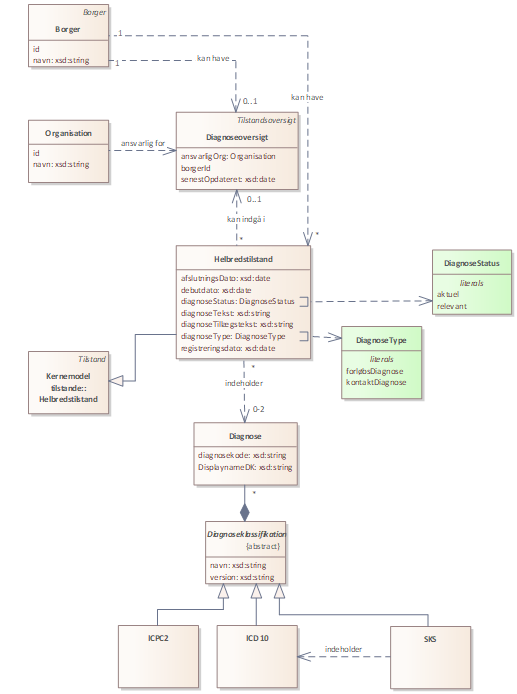 Borger
Borger
id
navn: xsd:string
1
1
kan have
kan have
0..1
Organisation
id
navn: xsd:string
ansvarlig for
Tilstandsoversigt
Diagnoseoversigt
ansvarligOrg: Organisation
borgerId
senestOpdateret: xsd:date
0..1
kan indgå i
*
*
Helbredstilstand
afslutningsDato: xsd:date
debutdato: xsd:date
diagnoseStatus: DiagnoseStatus
diagnoseTekst: xsd:string
diagnoseTillægstekst: xsd:string
diagnoseType: DiagnoseType
registreringsdato: xsd:date
DiagnoseStatus
literals
aktuel
relevant
DiagnoseType
literals
forløbsDiagnose
kontaktDiagnose
Tilstand
Kernemodel
tilstande::
Helbredstilstand
*
indeholder
0-2
Diagnose
diagnosekode: xsd:string
DisplaynameDK: xsd:string
*
Diagnoseklassifikation
{abstract}
navn: xsd:string
version: xsd:string
ICPC2
ICD 10
indeholder
SKS